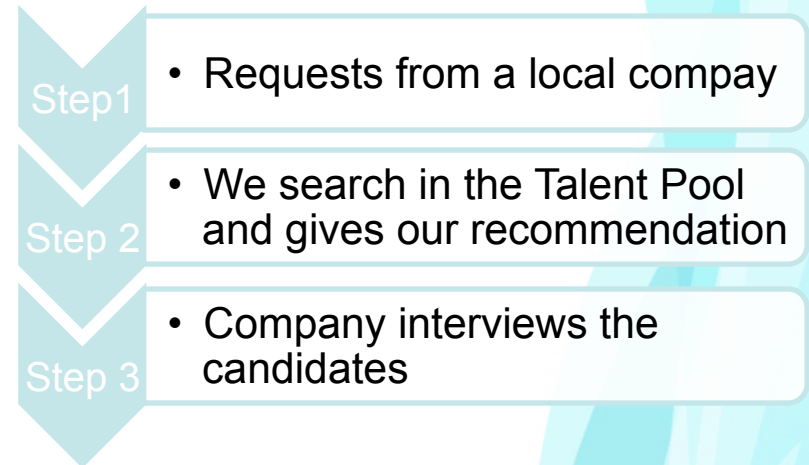 Step1
• Requests from a local compay
Step 2
• We search in the Talent Pool
and gives our recommendation
Step 3
• Company interviews the
candidates